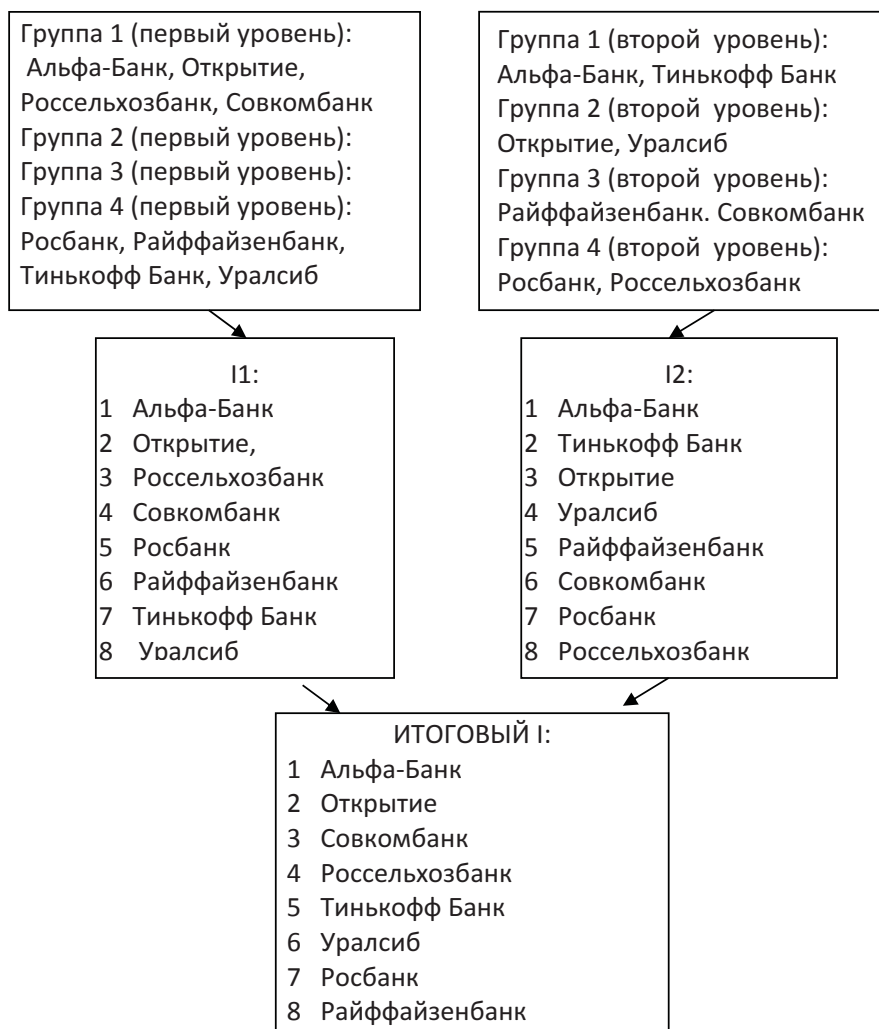 Группа 1 (первый уровень):
Альфа-Банк, Открытие,
Россельхозбанк, Совкомбанк
Группа 2 (первый уровень):
Группа 3 (первый уровень):
Группа 4 (первый уровень):
Росбанк, Райффайзенбанк,
Тинькофф Банк, Уралсиб
Группа 1 (второй уровень):
Альфа-Банк, Тинькофф Банк
Группа 2 (второй уровень):
Открытие, Уралсиб
Группа 3 (второй уровень):
Райффайзенбанк. Совкомбанк
Группа 4 (второй уровень):
Росбанк, Россельхозбанк
I1:
1 Альфа-Банк
2 Открытие,
3 Россельхозбанк
4 Совкомбанк
5 Росбанк
6 Райффайзенбанк
7 Тинькофф Банк
8 Уралсиб
I2:
1 Альфа-Банк
2 Тинькофф Банк
3 Открытие
4 Уралсиб
5 Райффайзенбанк
6 Совкомбанк
7 Росбанк
8 Россельхозбанк
ИТОГОВЫЙ I:
1 Альфа-Банк
2 Открытие
3 Совкомбанк
4 Россельхозбанк
5 Тинькофф Банк
6 Уралсиб
7 Росбанк
8 Райффайзенбанк